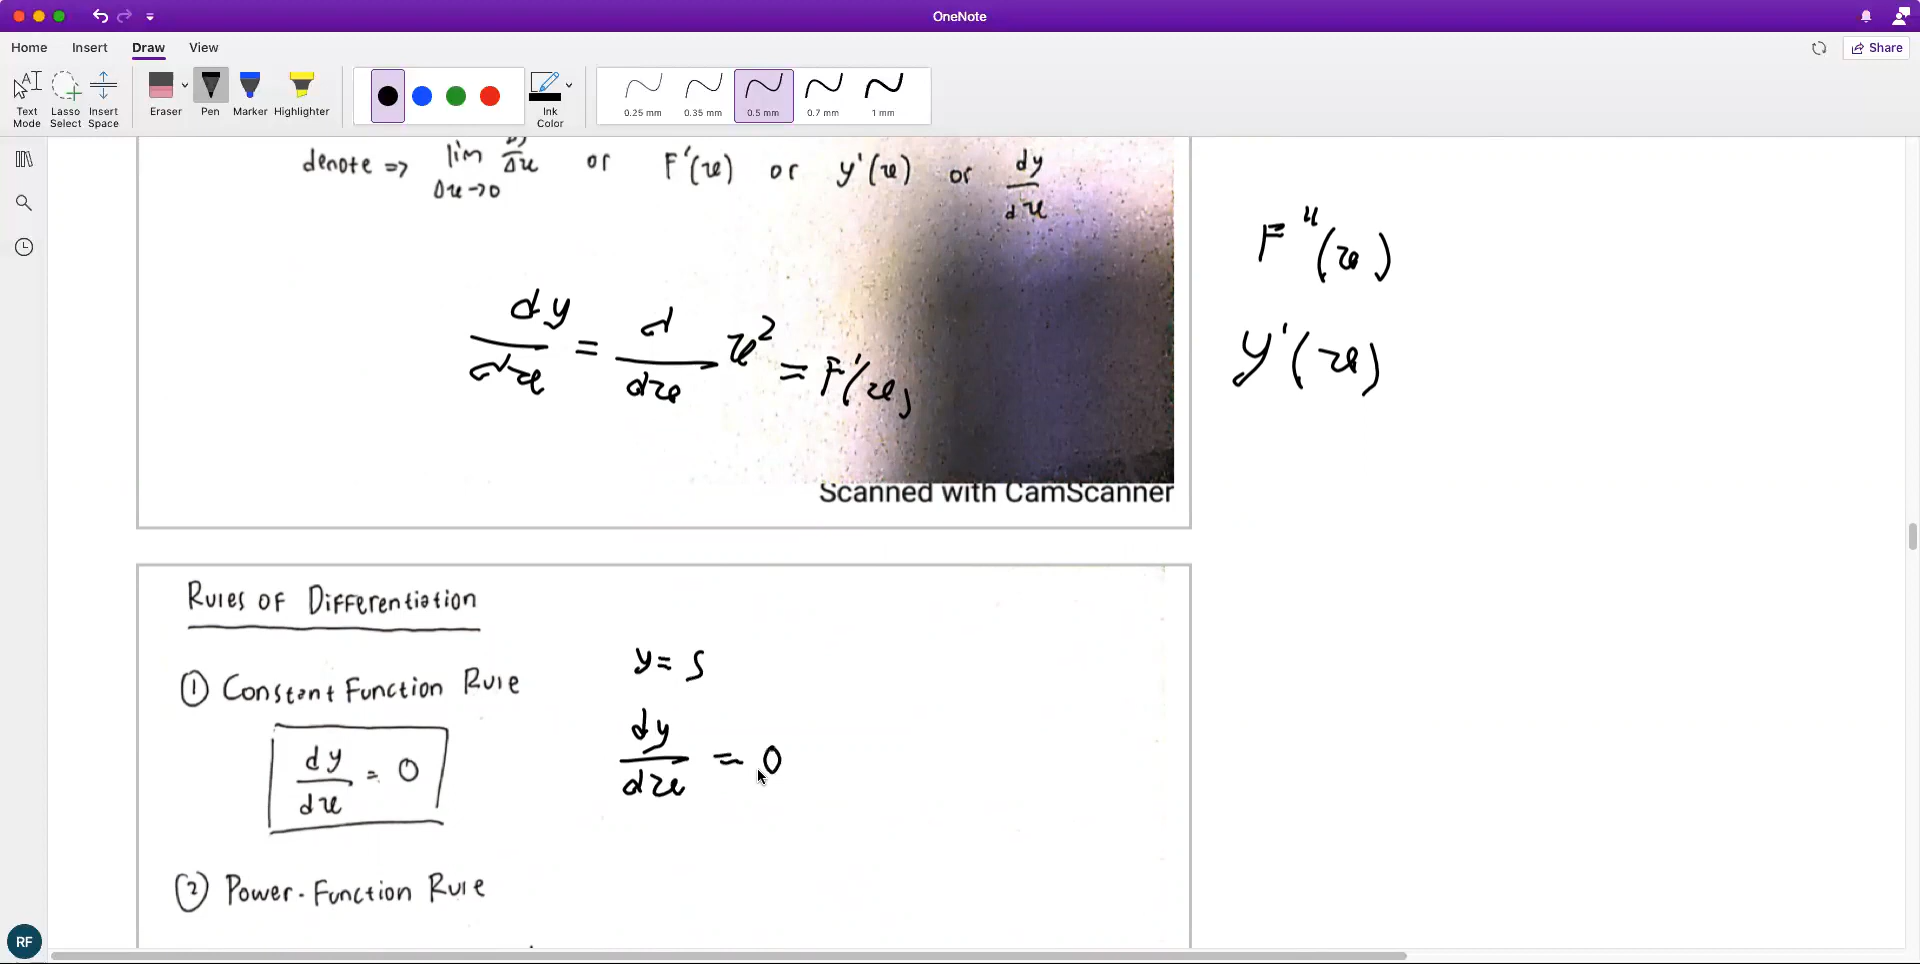 OneNote
Home Insert Draw View
Share
Text Mode Lasso Select Insert Space Eraser Pen Marker Highlighter Ink Color 0.25 mm 0.35 mm 0.5 mm 0.7 mm 1 mm
denote => lim Δy/Δx or F'(x) or y'(x) or dy/dx
Δx→0
F"(x)
dy/dx = d/dx x² = F'(x)
y'(x)
Scanned with CamScanner
Rules of Differentiation
y = 5
① Constant Function Rule
dy/dx = 0
dy/dx = 0
② Power-Function Rule
RF